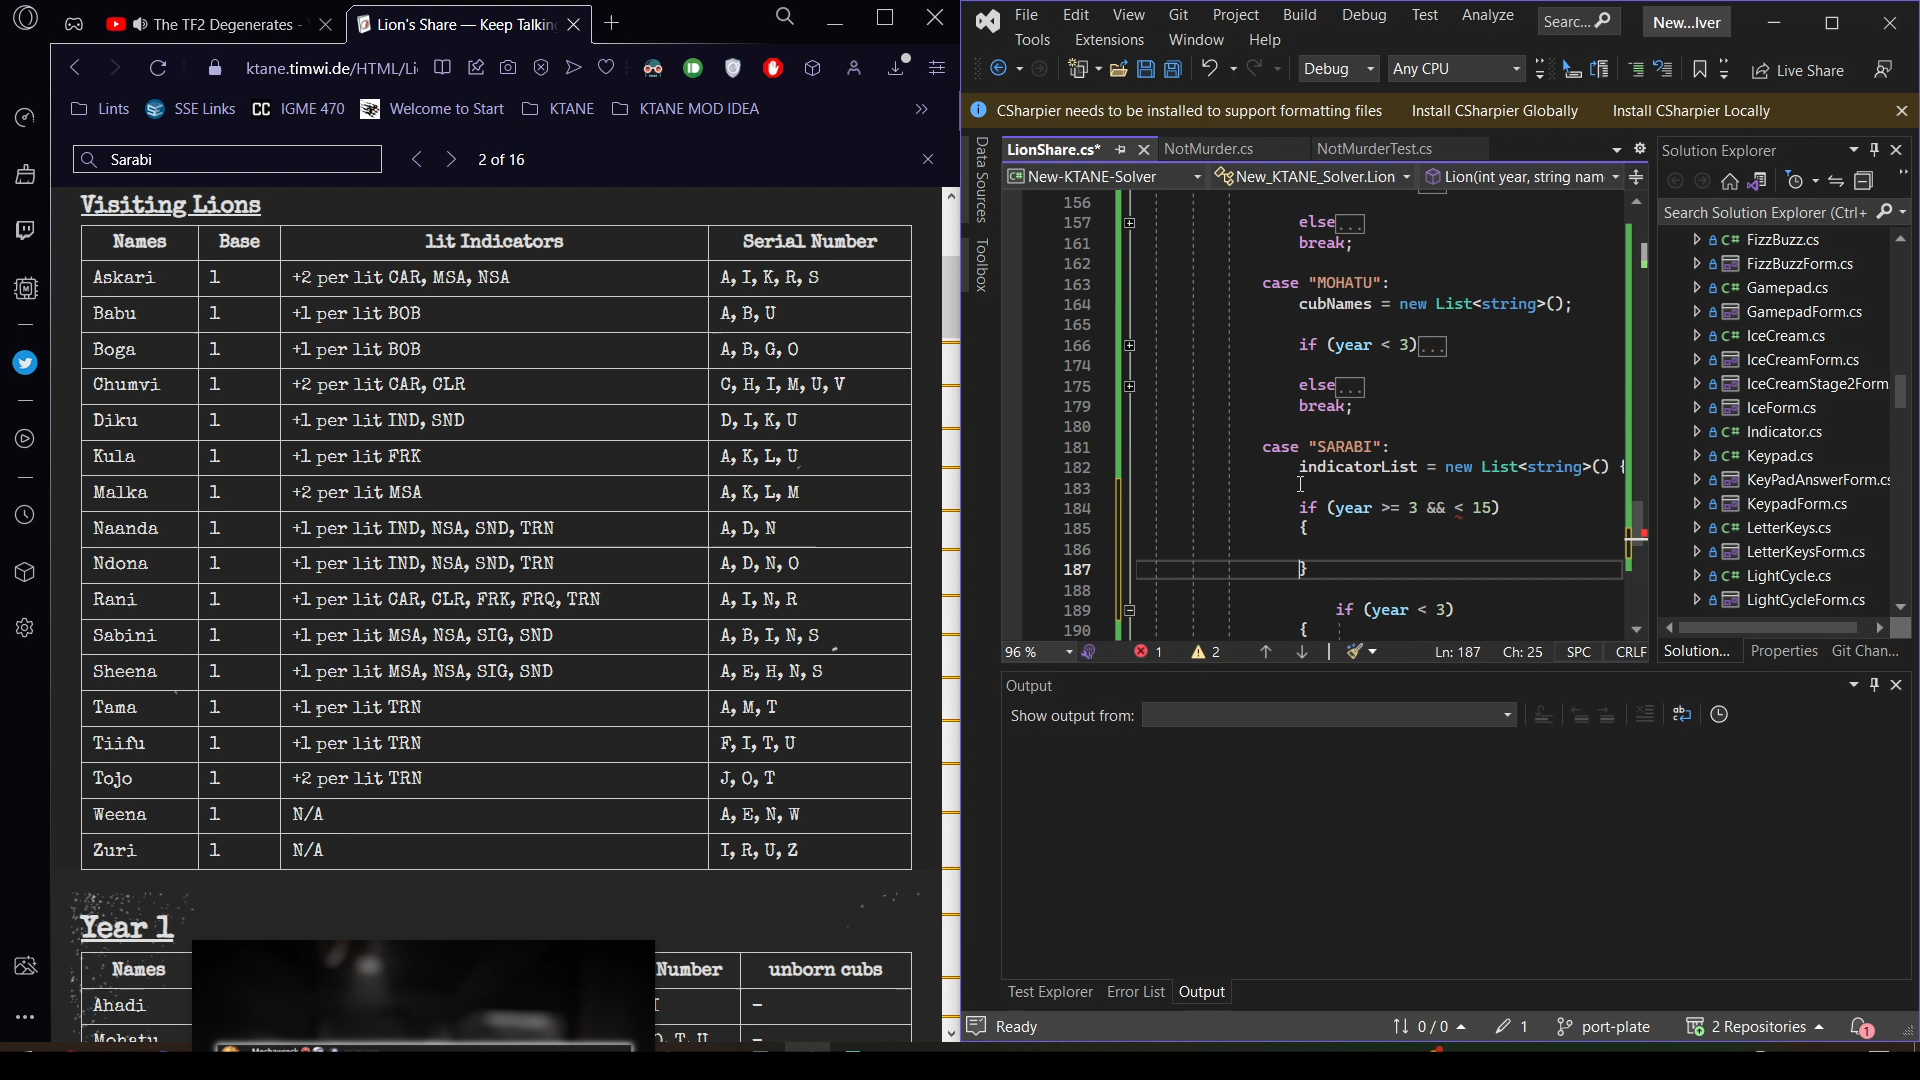 The TF2 Degenerates -
Lion's Share — Keep Talkin
ktane.timwi.de/HTML/Li
Lints
SSE Links
CC
IGME 470
Welcome to Start
KTANE
KTANE MOD IDEA
Sarabi
2 of 16
Visiting Lions
Names Base lit Indicators Serial Number
Askari 1 +2 per lit CAR, MSA, NSA A, I, K, R, S
Babu 1 +1 per lit BOB A, B, U
Boga 1 +1 per lit BOB A, B, G, O
Chumvi 1 +2 per lit CAR, CLR C, H, I, M, U, V
Diku 1 +1 per lit IND, SND D, I, K, U
Kula 1 +1 per lit FRK A, K, L, U
Malka 1 +2 per lit MSA A, K, L, M
Naanda 1 +1 per lit IND, NSA, SND, TRN A, D, N
Ndona 1 +1 per lit IND, NSA, SND, TRN A, D, N, O
Rani 1 +1 per lit CAR, CLR, FRK, FRQ, TRN A, I, N, R
Sabini 1 +1 per lit MSA, NSA, SIG, SND A, B, I, N, S
Sheena 1 +1 per lit MSA, NSA, SIG, SND A, E, H, N, S
Tama 1 +1 per lit TRN A, M, T
Tiifu 1 +1 per lit TRN F, I, T, U
Tojo 1 +2 per lit TRN J, O, T
Weena 1 N/A A, E, N, W
Zuri 1 N/A I, R, U, Z
Year 1
Names Number unborn cubs
Ahadi –
Mohatu O, T, U –
File Edit View Git Project Build Debug Test Analyze
Tools Extensions Window Help
Searc...
New...lver
Debug
Any CPU
Live Share
CSharpier needs to be installed to support formatting files
Install CSharpier Globally
Install CSharpier Locally
Data Sources
Toolbox
LionShare.cs*
NotMurder.cs
NotMurderTest.cs
New-KTANE-Solver
New_KTANE_Solver.Lion
Lion(int year, string nam
156
157 else...
161 break;
162
163 case "MOHATU":
164 cubNames = new List<string>();
165
166 if (year < 3)...
174
175 else...
179 break;
180
181 case "SARABI":
182 indicatorList = new List<string>() {
183
184 if (year >= 3 && < 15)
185 {
186
187 }
188
189 if (year < 3)
190 {
96 %
1
2
Ln: 187
Ch: 25
SPC
CRLF
Solution Explorer
Search Solution Explorer (Ctrl+
FizzBuzz.cs
FizzBuzzForm.cs
Gamepad.cs
GamepadForm.cs
IceCream.cs
IceCreamForm.cs
IceCreamStage2Form
IceForm.cs
Indicator.cs
Keypad.cs
KeyPadAnswerForm.cs
KeypadForm.cs
LetterKeys.cs
LetterKeysForm.cs
LightCycle.cs
LightCycleForm.cs
Solution...
Properties
Git Chan...
Output
Show output from:
Test Explorer
Error List
Output
Ready
0 / 0
1
port-plate
2 Repositories
1